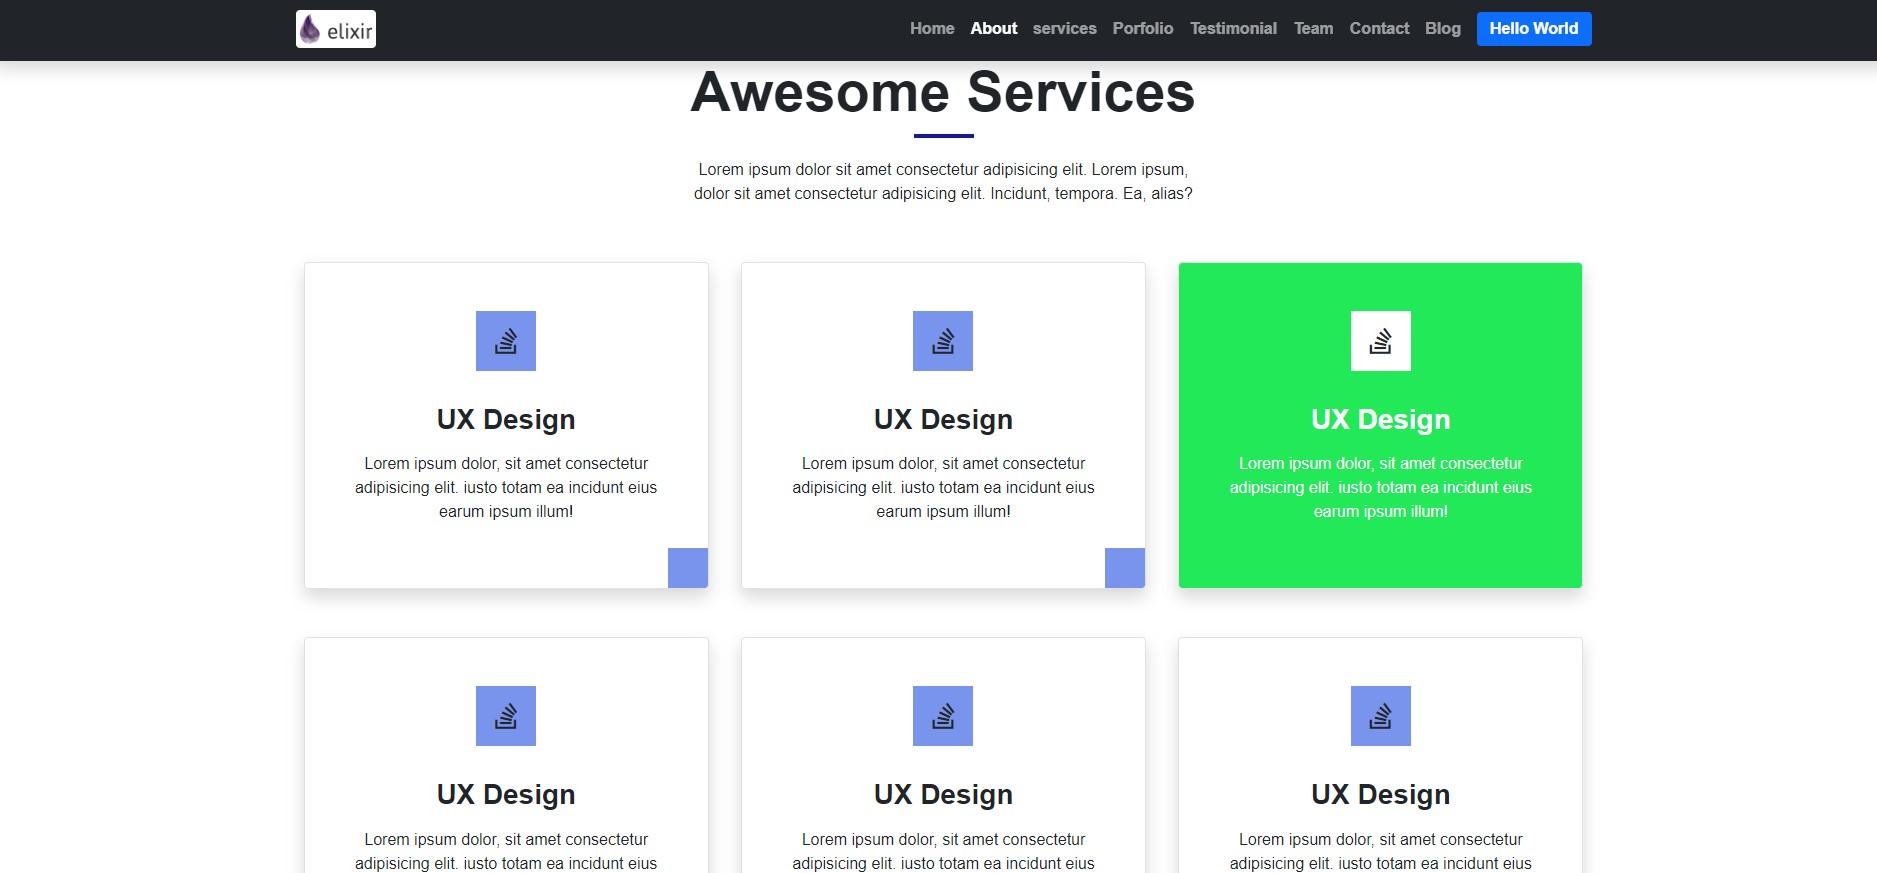 elixir Home About services Porfolio Testimonial Team Contact Blog Hello World
Awesome Services
Lorem ipsum dolor sit amet consectetur adipisicing elit. Lorem ipsum,
dolor sit amet consectetur adipisicing elit. Incidunt, tempora. Ea, alias?
UX Design
Lorem ipsum dolor, sit amet consectetur
adipisicing elit. iusto totam ea incidunt eius
earum ipsum illum!
UX Design
Lorem ipsum dolor, sit amet consectetur
adipisicing elit. iusto totam ea incidunt eius
earum ipsum illum!
UX Design
Lorem ipsum dolor, sit amet consectetur
adipisicing elit. iusto totam ea incidunt eius
earum ipsum illum!
UX Design
Lorem ipsum dolor, sit amet consectetur
adipisicing elit. iusto totam ea incidunt eius
UX Design
Lorem ipsum dolor, sit amet consectetur
adipisicing elit. iusto totam ea incidunt eius
UX Design
Lorem ipsum dolor, sit amet consectetur
adipisicing elit. iusto totam ea incidunt eius